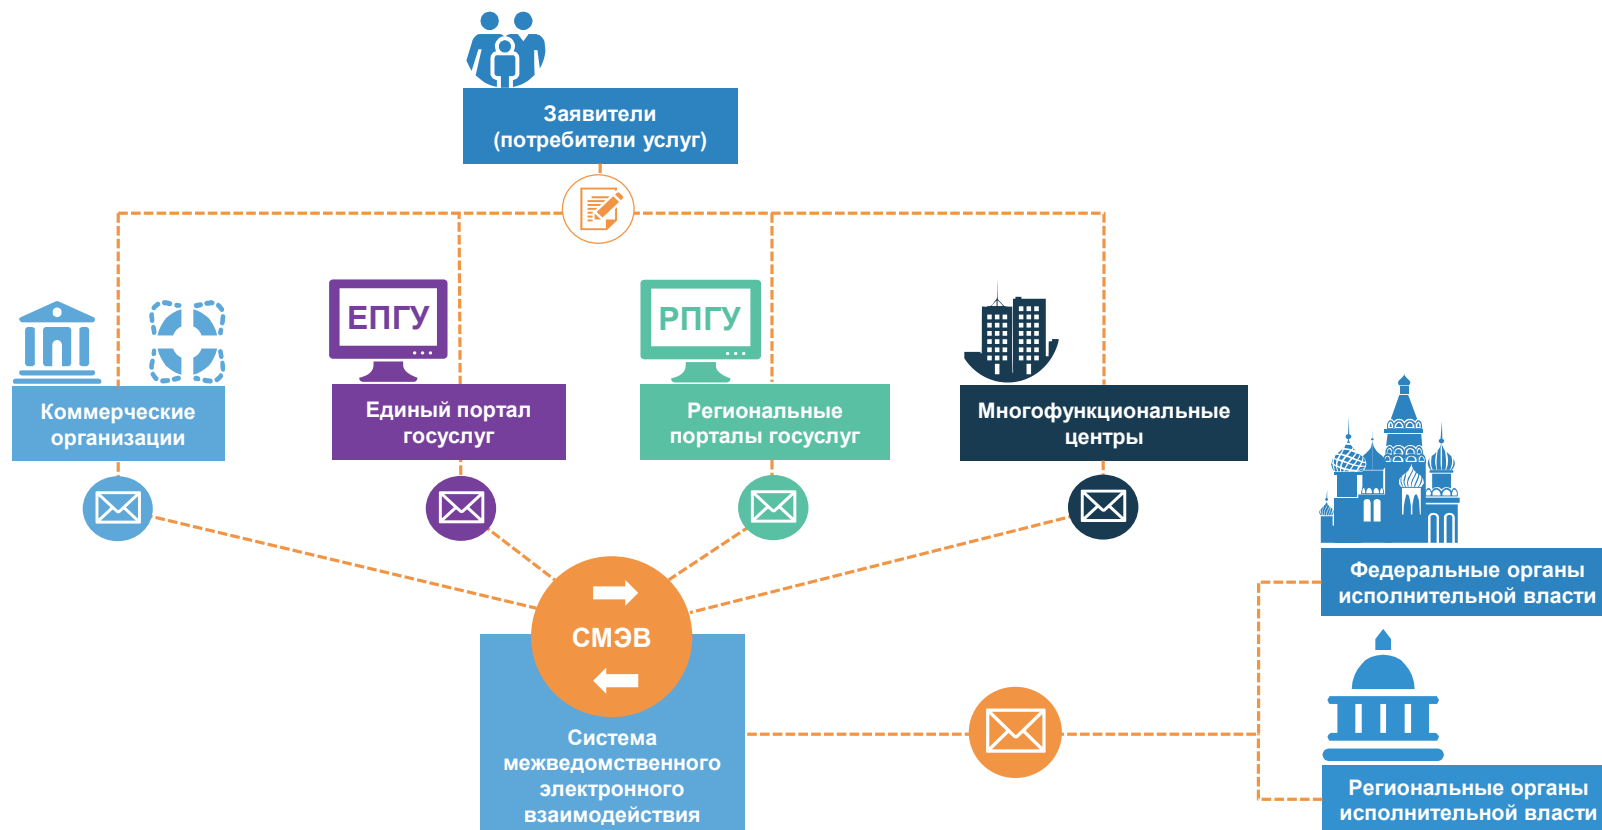 Заявители
(потребители услуг)
ЕПГУ
РПГУ
Коммерческие
организации
Единый портал
госуслуг
Региональные
порталы госуслуг
Многофункциональные
центры
Федеральные органы
исполнительной власти
СМЭВ
Система
межведомственного
электронного
взаимодействия
Региональные органы
исполнительной власти